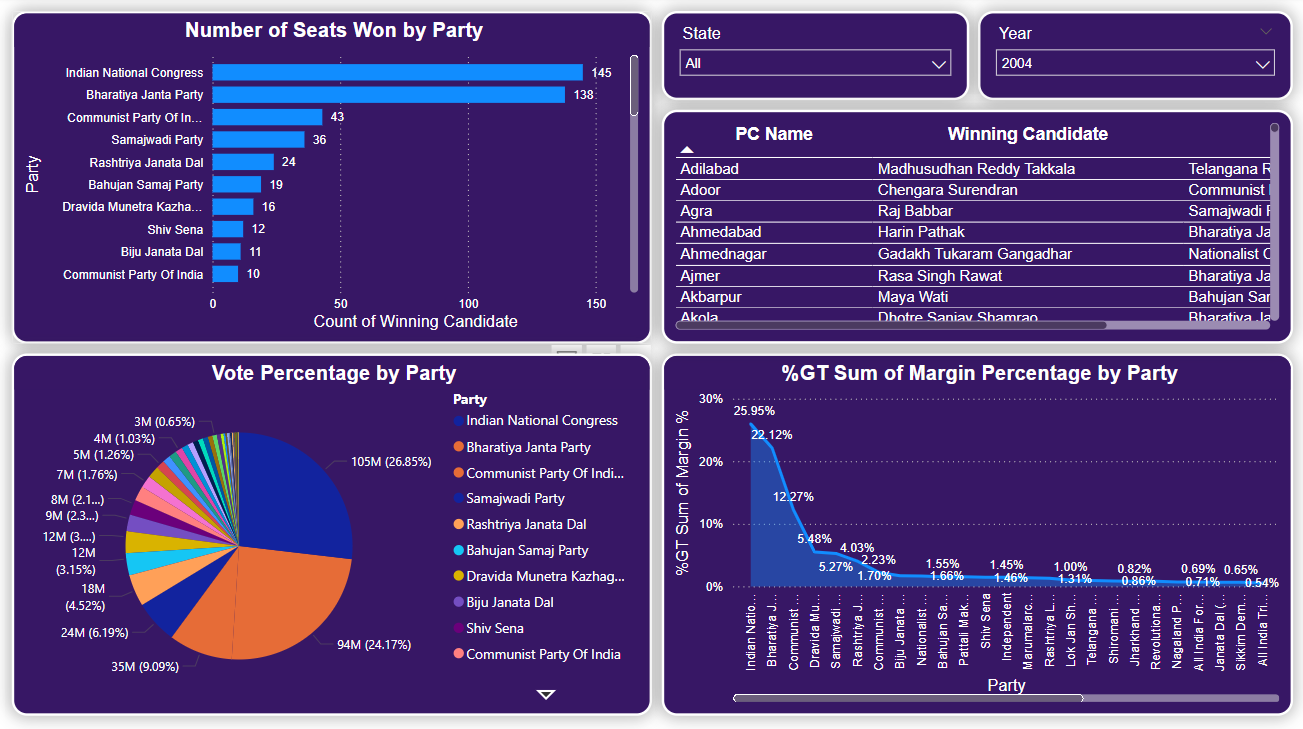 Number of Seats Won by Party
Party
Indian National Congress 145
Bharatiya Janta Party 138
Communist Party Of In... 43
Samajwadi Party 36
Rashtriya Janata Dal 24
Bahujan Samaj Party 19
Dravida Munetra Kazha... 16
Shiv Sena 12
Biju Janata Dal 11
Communist Party Of India 10
0 50 100 150
Count of Winning Candidate
State
All
Year
2004
PC Name Winning Candidate
Adilabad Madhusudhan Reddy Takkala Telangana R
Adoor Chengara Surendran Communist
Agra Raj Babbar Samajwadi
Ahmedabad Harin Pathak Bharatiya Ja
Ahmednagar Gadakh Tukaram Gangadhar Nationalist C
Ajmer Rasa Singh Rawat Bharatiya Ja
Akbarpur Maya Wati Bahujan Sar
Akola Dhotre Sanjay Shamrao Bharatiya Ja
Vote Percentage by Party
3M (0.65%)
4M (1.03%)
5M (1.26%)
7M (1.76%)
8M (2.1...)
9M (2.3...)
12M (3....)
12M
(3.15%)
18M
(4.52%)
24M (6.19%)
35M (9.09%)
94M (24.17%)
105M (26.85%)
Party
Indian National Congress
Bharatiya Janta Party
Communist Party Of Indi...
Samajwadi Party
Rashtriya Janata Dal
Bahujan Samaj Party
Dravida Munetra Kazhag...
Biju Janata Dal
Shiv Sena
Communist Party Of India
%GT Sum of Margin Percentage by Party
%GT Sum of Margin %
30%
20%
10%
0%
25.95%
22.12%
12.27%
5.48%
5.27%
4.03%
2.23%
1.70%
1.55%
1.66%
1.45%
1.46%
1.00%
1.31%
0.82%
0.86%
0.69%
0.71%
0.65%
0.54%
Indian Natio...
Bharatiya J...
Communist...
Dravida Mu...
Samajwadi...
Rashtriya J...
Communist...
Biju Janata...
Nationalist...
Bahujan Sa...
Pattali Mak...
Shiv Sena
Independent
Marumalarc...
Rashtriya L...
Lok Jan Sh...
Telangana...
Shiromani...
Jharkhand...
Revolutiona...
Nagaland P...
All India For...
Janata Dal (...
Sikkim Dem...
All India Tri...
Party